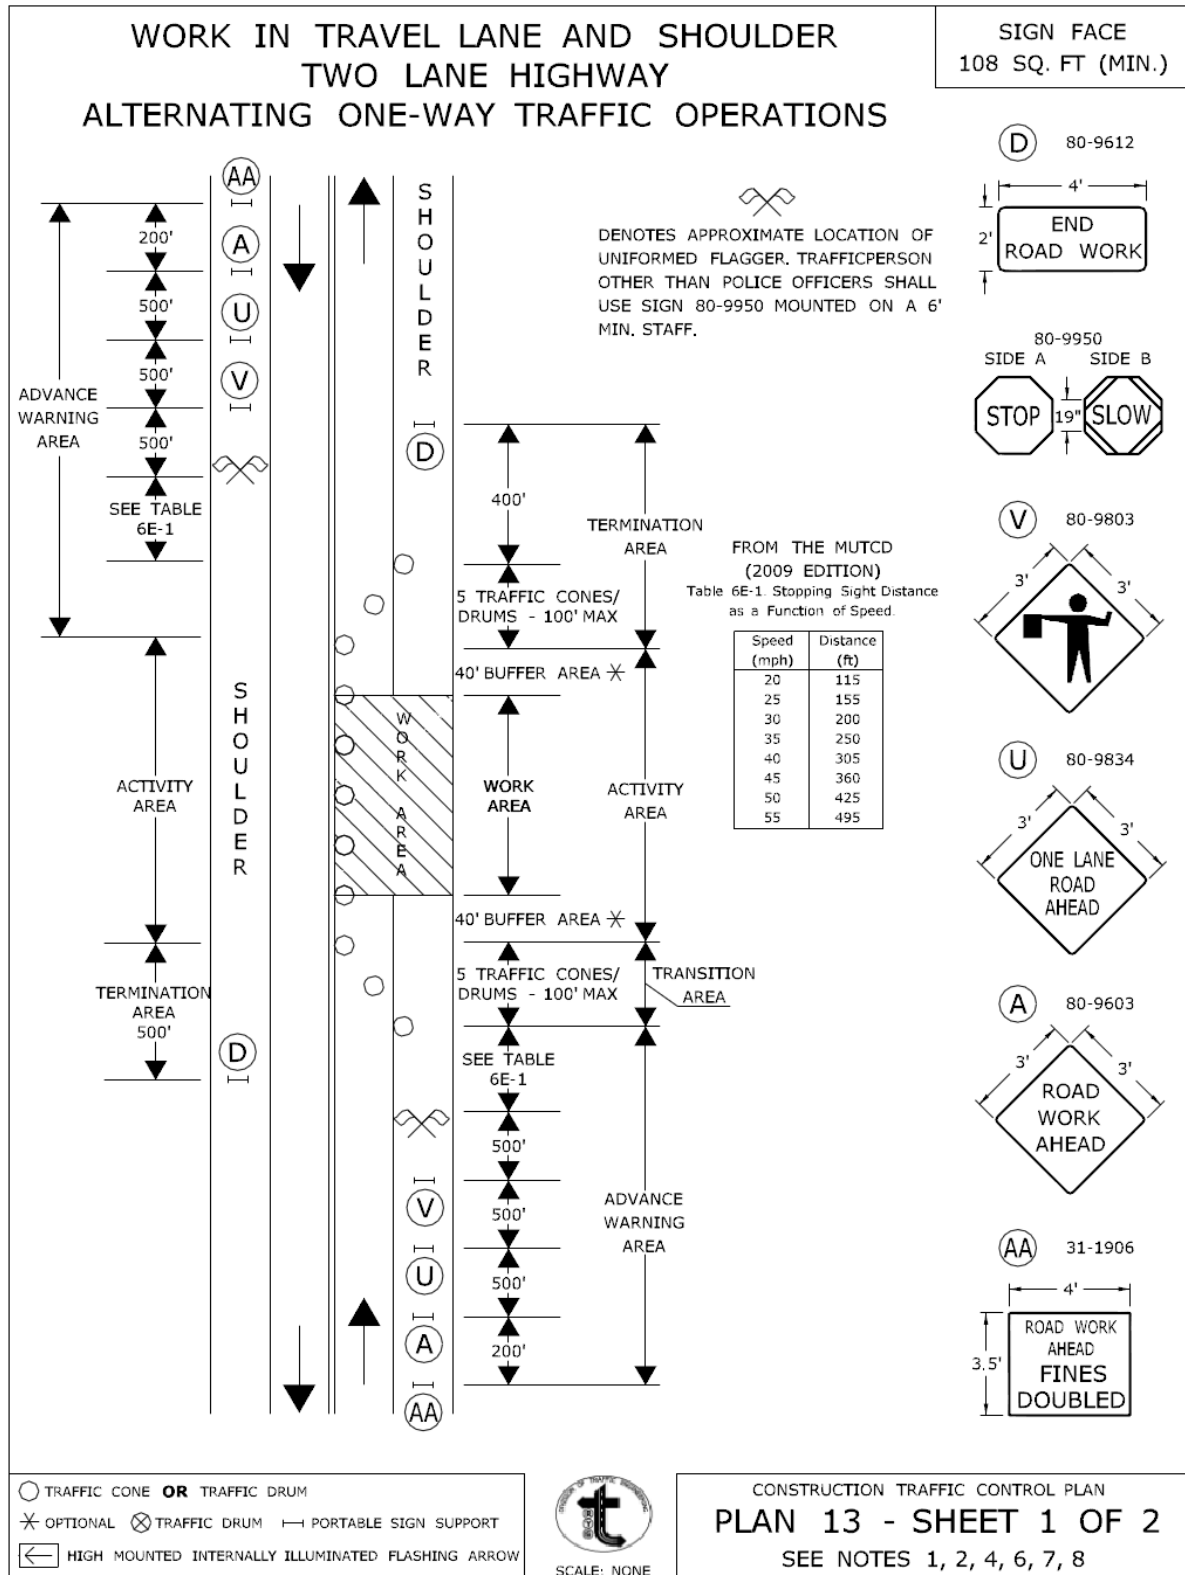 WORK IN TRAVEL LANE AND SHOULDER
TWO LANE HIGHWAY
ALTERNATING ONE-WAY TRAFFIC OPERATIONS
SIGN FACE
108 SQ. FT (MIN.)
AA
200'
A
500'
U
500'
V
500'
ADVANCE
WARNING
AREA
SEE TABLE
6E-1
SHOULDER
ACTIVITY
AREA
TERMINATION
AREA
500'
D
SHOULDER
D
400'
TERMINATION
AREA
5 TRAFFIC CONES/
DRUMS - 100' MAX
40' BUFFER AREA *
WORK AREA
WORK
AREA
ACTIVITY
AREA
40' BUFFER AREA *
5 TRAFFIC CONES/
DRUMS - 100' MAX
TRANSITION
AREA
SEE TABLE
6E-1
500'
V
500'
U
500'
A
200'
AA
ADVANCE
WARNING
AREA
DENOTES APPROXIMATE LOCATION OF
UNIFORMED FLAGGER. TRAFFICPERSON
OTHER THAN POLICE OFFICERS SHALL
USE SIGN 80-9950 MOUNTED ON A 6'
MIN. STAFF.
FROM THE MUTCD
(2009 EDITION)
Table 6E-1. Stopping Sight Distance
as a Function of Speed.
Speed (mph) Distance (ft)
20 115
25 155
30 200
35 250
40 305
45 360
50 425
55 495
D 80-9612
4'
2'
END
ROAD WORK
80-9950
SIDE A SIDE B
STOP 19" SLOW
V 80-9803
3' 3'
U 80-9834
3' 3'
ONE LANE
ROAD
AHEAD
A 80-9603
3' 3'
ROAD
WORK
AHEAD
AA 31-1906
4'
3.5'
ROAD WORK
AHEAD
FINES
DOUBLED
TRAFFIC CONE OR TRAFFIC DRUM
* OPTIONAL TRAFFIC DRUM PORTABLE SIGN SUPPORT
HIGH MOUNTED INTERNALLY ILLUMINATED FLASHING ARROW
DIVISION OF TRAFFIC ENGINEERING
SCALE: NONE
CONSTRUCTION TRAFFIC CONTROL PLAN
PLAN 13 - SHEET 1 OF 2
SEE NOTES 1, 2, 4, 6, 7, 8